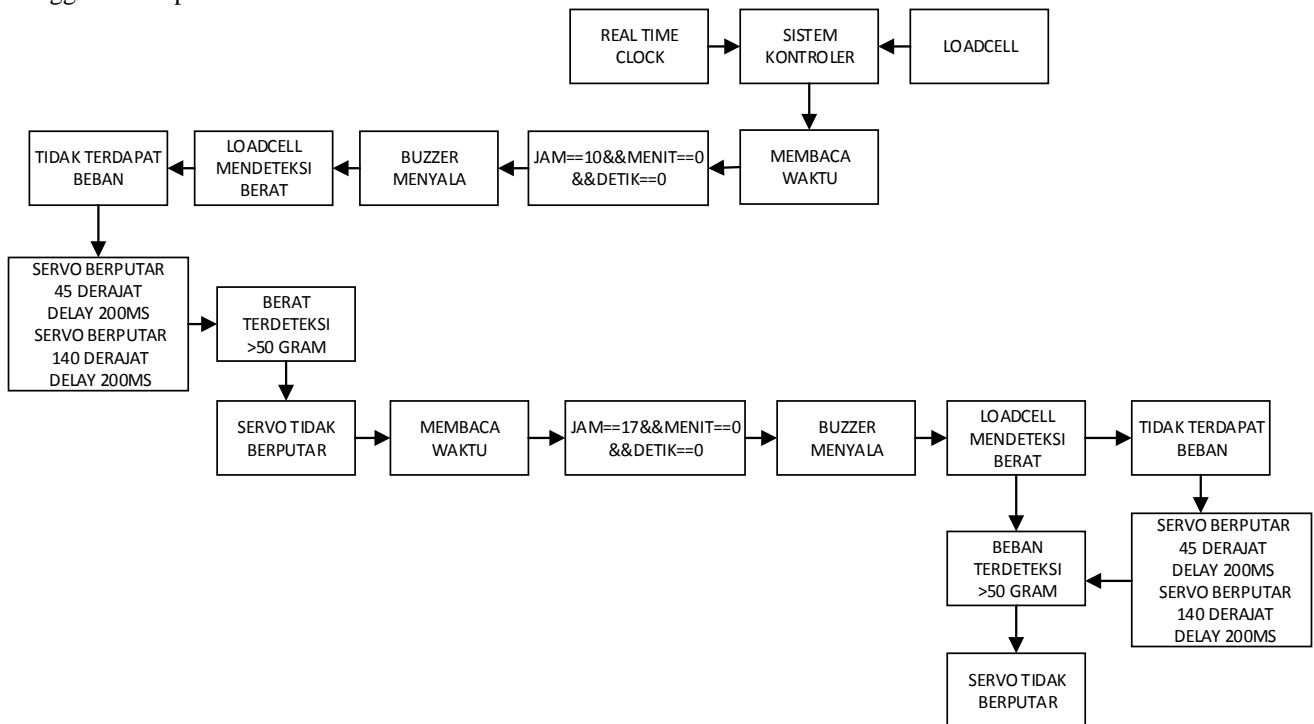 REAL TIME
CLOCK
SISTEM
KONTROLER
LOADCELL
TIDAK TERDAPAT
BEBAN
LOADCELL
MENDETEKSI
BERAT
BUZZER
MENYALA
JAM==10&&MENIT==0
&&DETIK==0
MEMBACA
WAKTU
SERVO BERPUTAR
45 DERAJAT
DELAY 200MS
SERVO BERPUTAR
140 DERAJAT
DELAY 200MS
BERAT
TERDETEKSI
>50 GRAM
SERVO TIDAK
BERPUTAR
MEMBACA
WAKTU
JAM==17&&MENIT==0
&&DETIK==0
BUZZER
MENYALA
LOADCELL
MENDETEKSI
BERAT
TIDAK TERDAPAT
BEBAN
SERVO BERPUTAR
45 DERAJAT
DELAY 200MS
SERVO BERPUTAR
140 DERAJAT
DELAY 200MS
BEBAN
TERDETEKSI
>50 GRAM
SERVO TIDAK
BERPUTAR